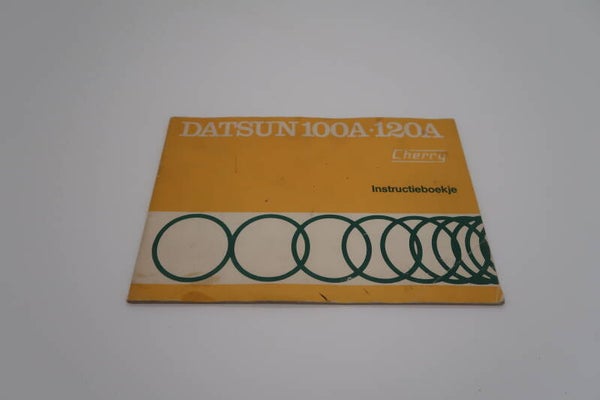 DATSUN 100A·120A
Cherry
Instructieboekje